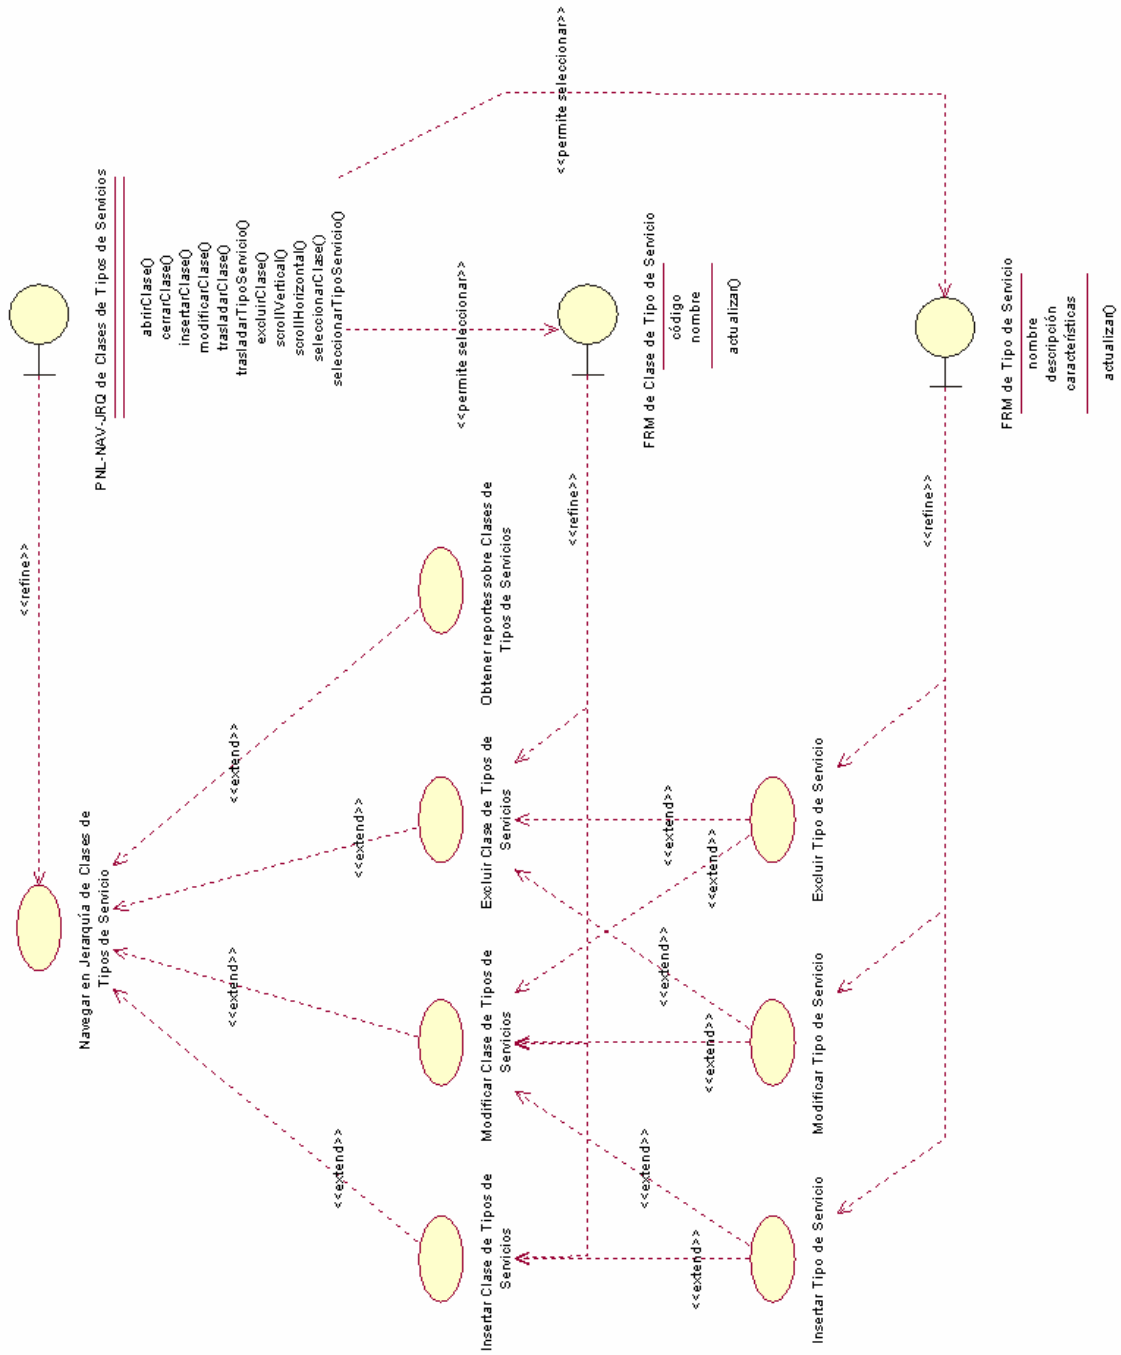 <<refine>>
Navegar en Jerarquía de Clases de
Tipos de Servicio
PNL-NAV-JRQ de Clases de Tipos de Servicios
abrirClase()
cerrarClase()
insertarClase()
modificarClase()
trasladarClase()
trasladarTipoServicio()
excluirClase()
scrollVertical()
scrollHorizontal()
seleccionarClase()
seleccionarTipoServicio()
<<extend>>
<<extend>>
<<extend>>
<<extend>>
<<permite seleccionar>>
<<permite seleccionar>>
Insertar Clase de Tipos de
Servicios
Modificar Clase de Tipos de
Servicios
Excluir Clase de Tipos de
Servicios
Obtener reportes sobre Clases de
Tipos de Servicios
<<refine>>
FRM de Clase de Tipo de Servicio
código
nombre
actualizar()
<<extend>>
<<extend>>
<<extend>>
<<extend>>
<<extend>>
<<extend>>
Insertar Tipo de Servicio
Modificar Tipo de Servicio
Excluir Tipo de Servicio
<<refine>>
FRM de Tipo de Servicio
nombre
descripción
características
actualizar()